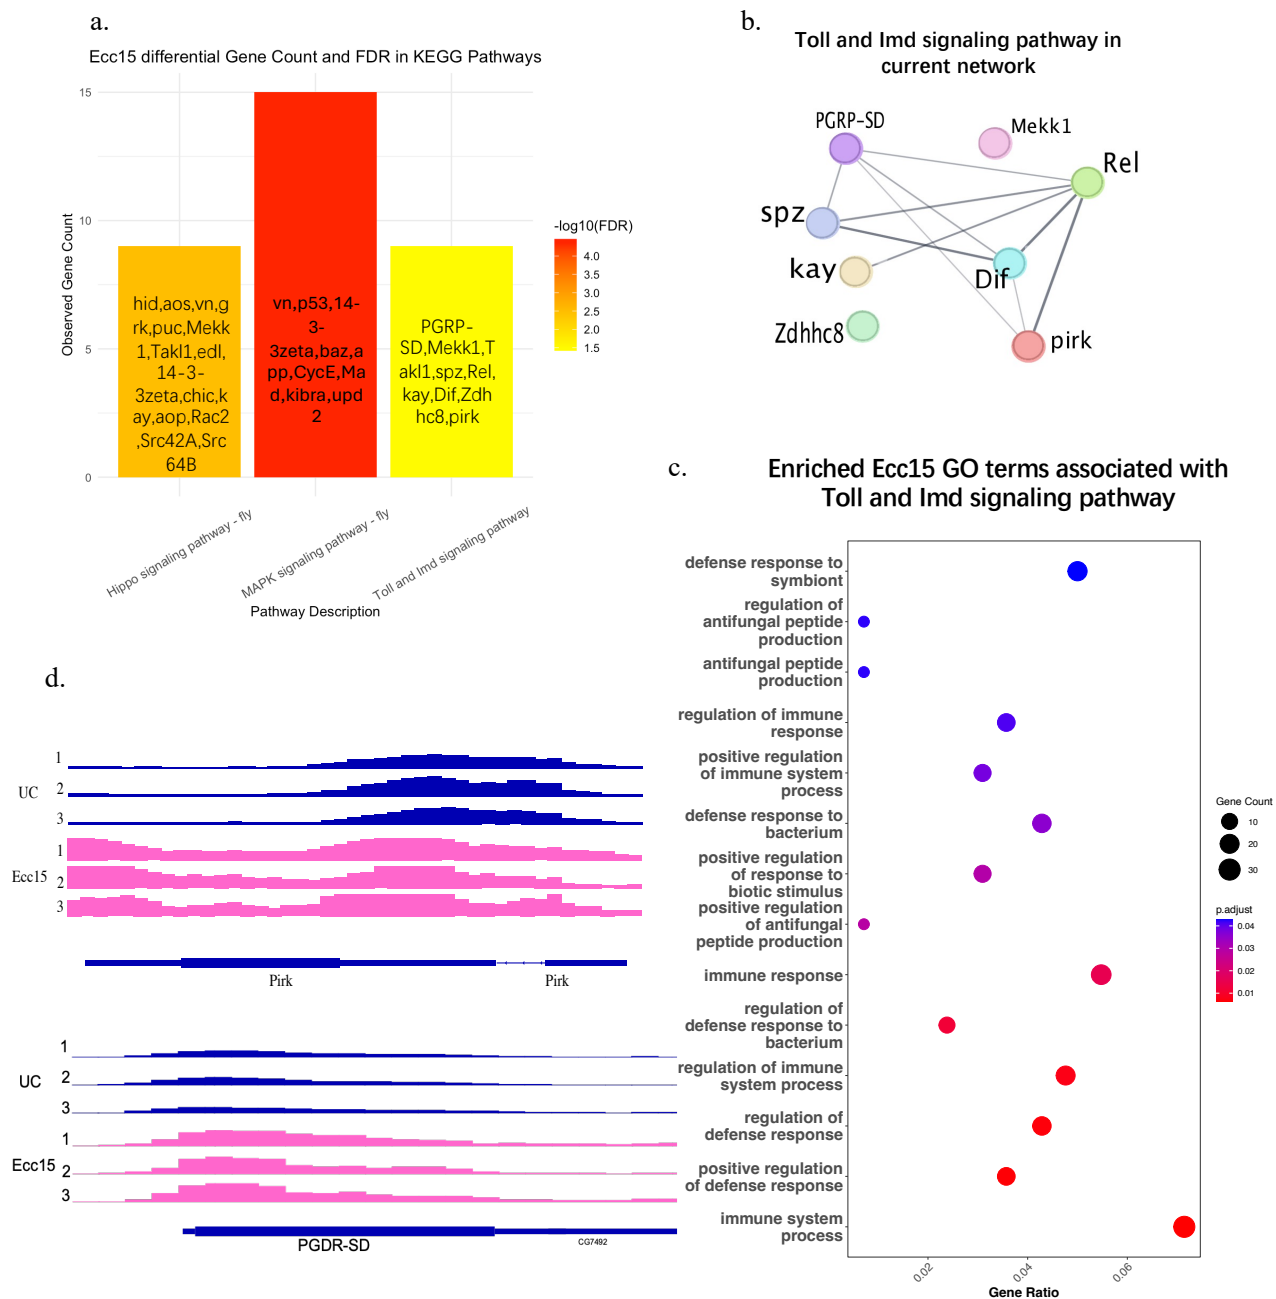 a.
Ecc15 differential Gene Count and FDR in KEGG Pathways
15
10
5
0
Observed Gene Count
hid,aos,vn,g
rk,puc,Mekk
1,Takl1,edl,
14-3-
3zeta,chic,k
ay,aop,Rac2
,Src42A,Src
64B
vn,p53,14-
3-
3zeta,baz,a
pp,CycE,Ma
d,kibra,upd
2
PGRP-
SD,Mekk1,T
akl1,spz,Rel,
kay,Dif,Zdh
hc8,pirk
-log10(FDR)
4.0
3.5
3.0
2.5
2.0
1.5
Hippo signaling pathway - fly
MAPK signaling pathway - fly
Toll and Imd signaling pathway
Pathway Description
b.
Toll and Imd signaling pathway in
current network
PGRP-SD
Mekk1
Rel
spz
kay
Dif
Zdhhc8
pirk
c.
Enriched Ecc15 GO terms associated with
Toll and Imd signaling pathway
defense response to
symbiont
regulation of
antifungal peptide
production
antifungal peptide
production
regulation of immune
response
positive regulation
of immune system
process
defense response to
bacterium
positive regulation
of response to
biotic stimulus
positive regulation
of antifungal
peptide production
immune response
regulation of
defense response to
bacterium
regulation of immune
system process
regulation of
defense response
positive regulation
of defense response
immune system
process
0.02
0.04
0.06
Gene Ratio
Gene Count
10
20
30
p.adjust
0.04
0.03
0.02
0.01
d.
UC
1
2
3
Ecc15
1
2
3
Pirk
Pirk
UC
1
2
3
Ecc15
1
2
3
PGDR-SD
CG7492